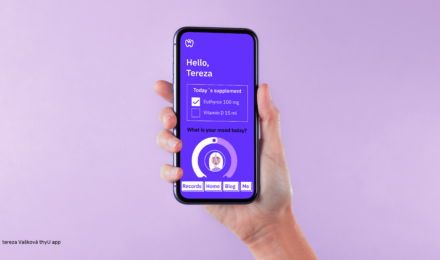 Hello,
Tereza
Today´s supplement
Euthyrox 100 mg
Vitamin D 15 ml
What is your mood today?
Records
Home
Blog
Me
tereza Vašková thyU app